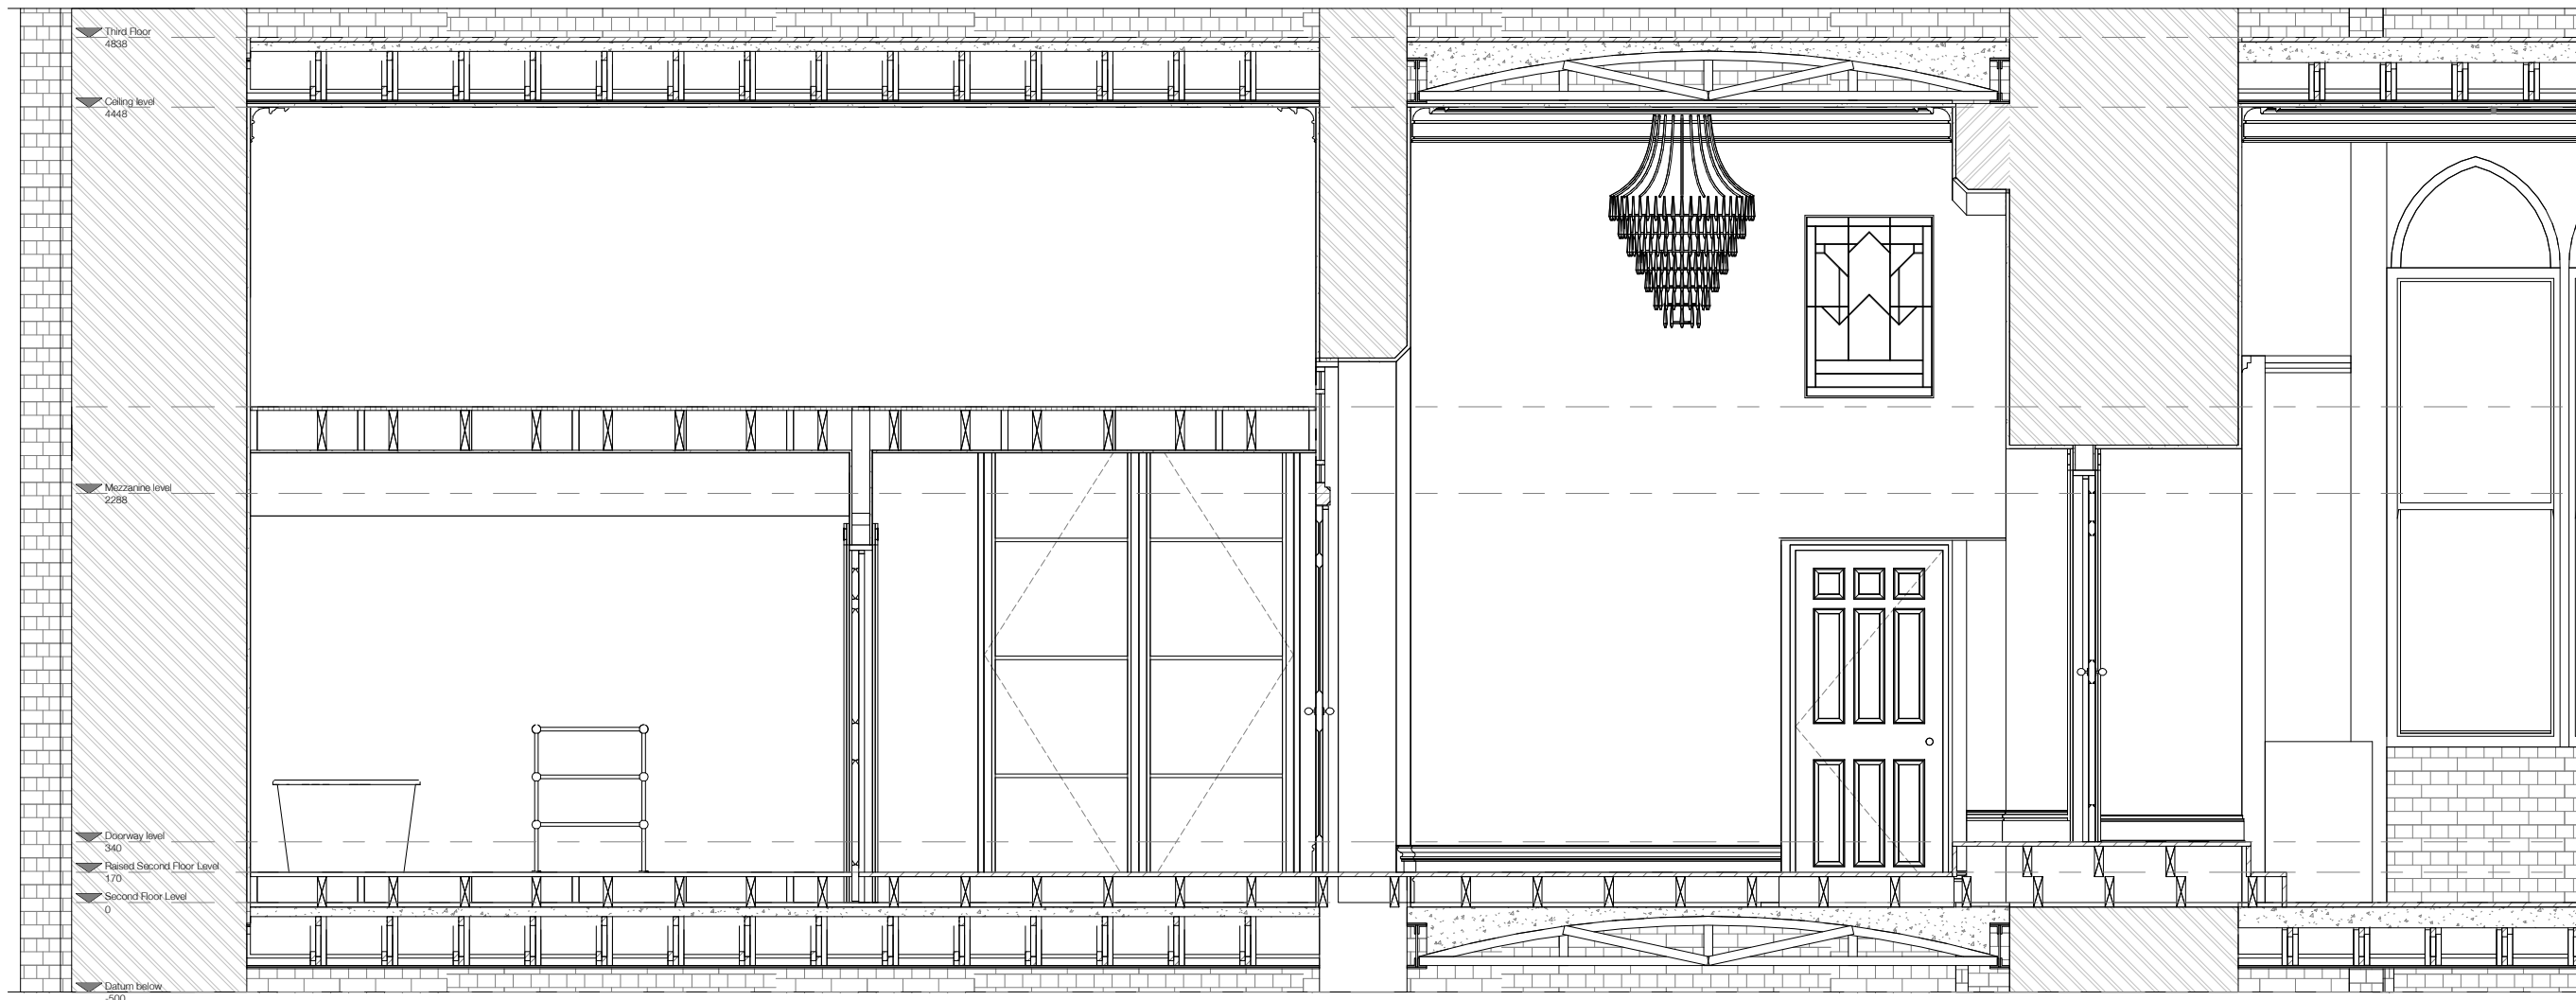 Third Floor
4838
Ceiling level
4448
Mezzanine level
2288
Doorway level
340
Raised Second Floor Level
170
Second Floor Level
0
Datum below
-500